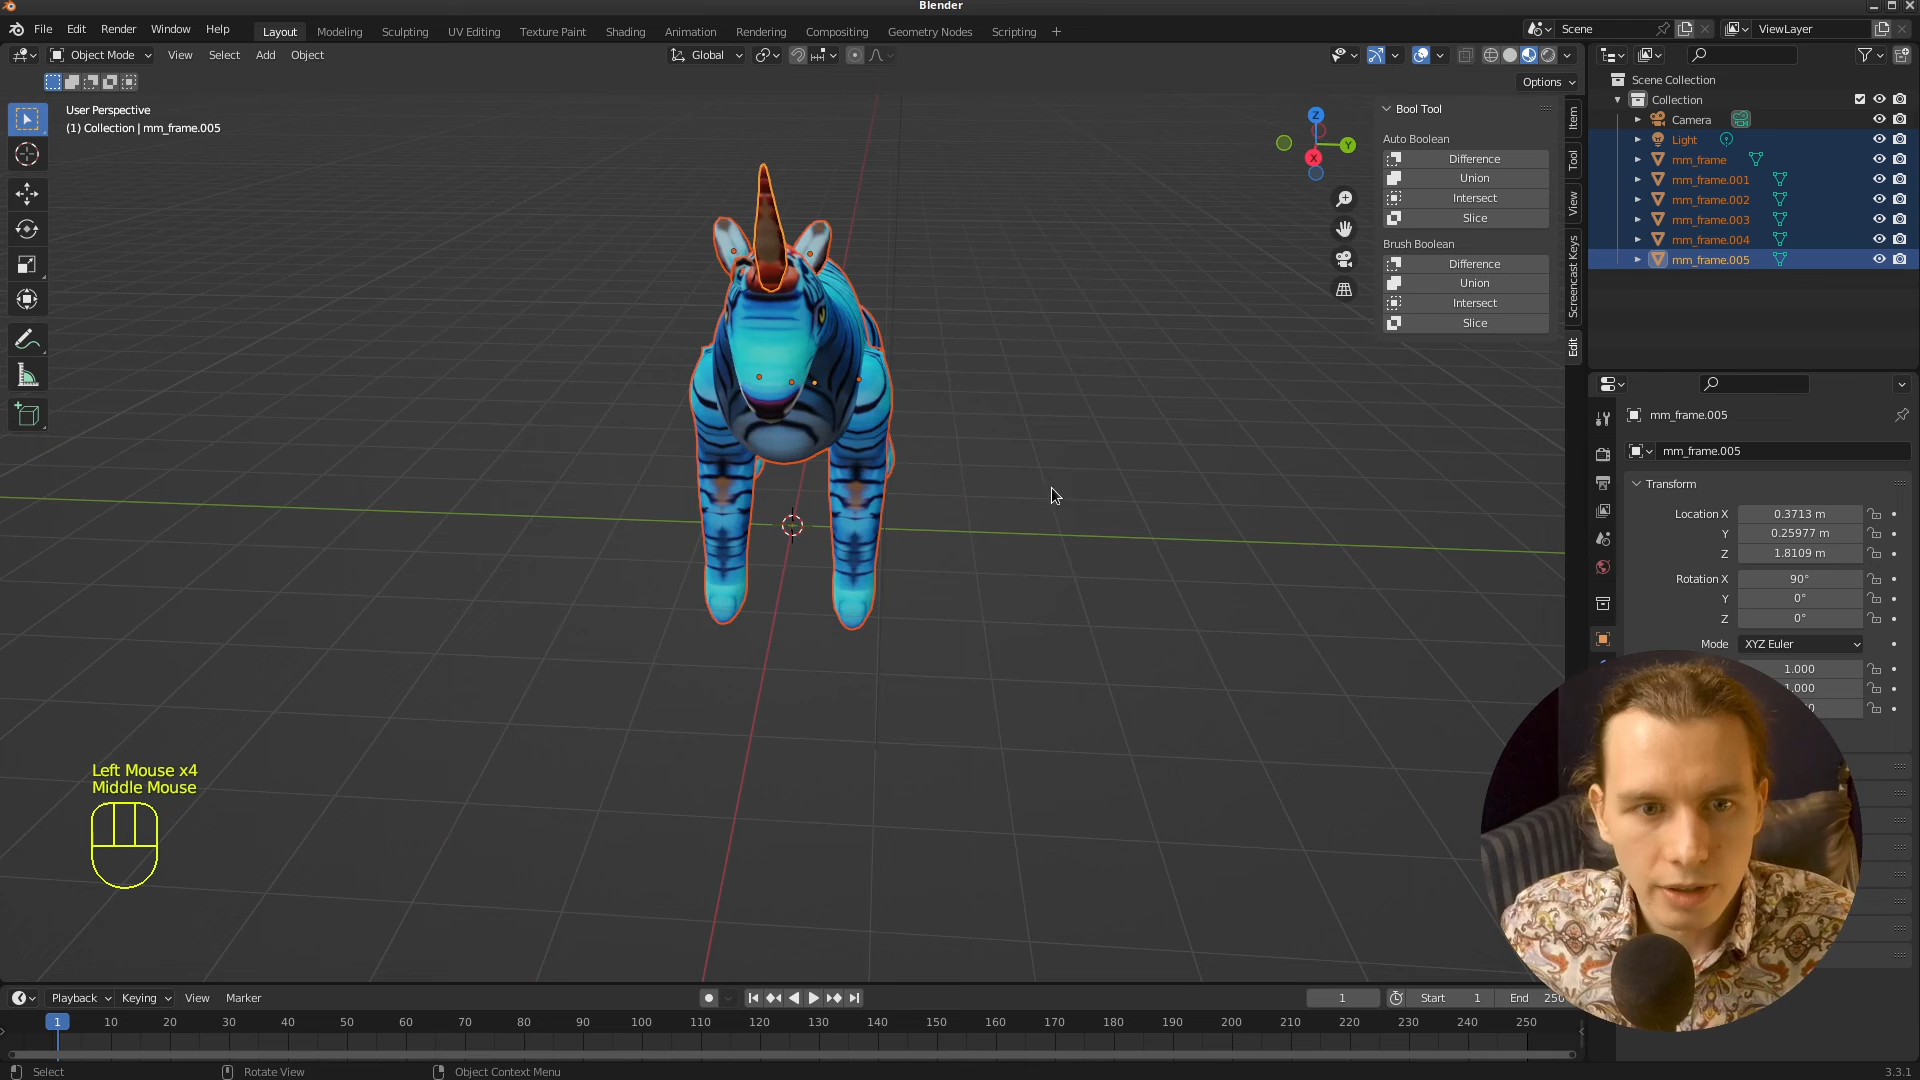 Blender
File Edit Render Window Help Layout Modeling Sculpting UV Editing Texture Paint Shading Animation Rendering Compositing Geometry Nodes Scripting + Scene ViewLayer
Object Mode View Select Add Object Global
Options
User Perspective
(1) Collection | mm_frame.005
Z
Y
X
Bool Tool
Auto Boolean
Difference
Union
Intersect
Slice
Brush Boolean
Difference
Union
Intersect
Slice
Item
Tool
View
Screencast Keys
Edit
Scene Collection
Collection
Camera
Light
mm_frame
mm_frame.001
mm_frame.002
mm_frame.003
mm_frame.004
mm_frame.005
mm_frame.005
mm_frame.005
Transform
Location X 0.3713 m
Y 0.25977 m
Z 1.8109 m
Rotation X 90°
Y 0°
Z 0°
Mode XYZ Euler
1.000
1.000
Left Mouse x4
Middle Mouse
Playback Keying View Marker 1 Start 1 End 250
1 10 20 30 40 50 60 70 80 90 100 110 120 130 140 150 160 170 180 190 200 210 220 230 240 250
Select Rotate View Object Context Menu 3.3.1